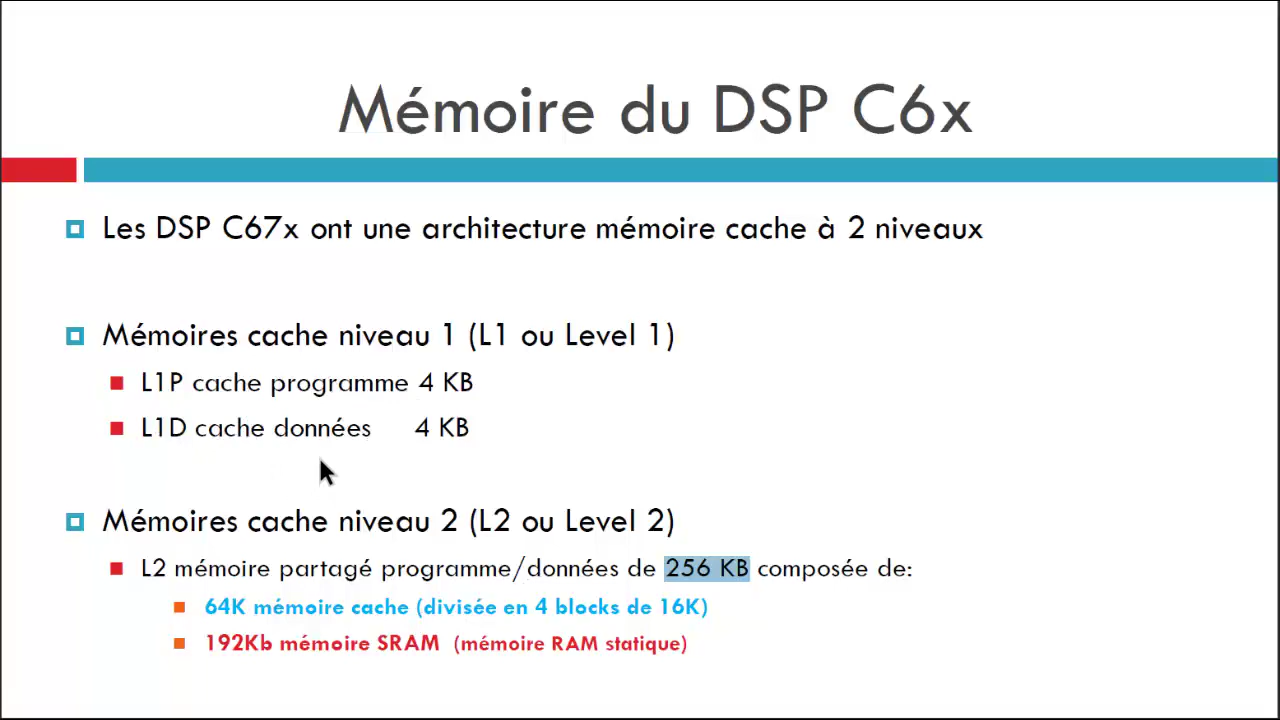 Mémoire du DSP C6x
Les DSP C67x ont une architecture mémoire cache à 2 niveaux
Mémoires cache niveau 1 (L1 ou Level 1)
L1P cache programme 4 KB
L1D cache données 4 KB
Mémoires cache niveau 2 (L2 ou Level 2)
L2 mémoire partagé programme/données de 256 KB composée de:
64K mémoire cache (divisée en 4 blocks de 16K)
192Kb mémoire SRAM (mémoire RAM statique)